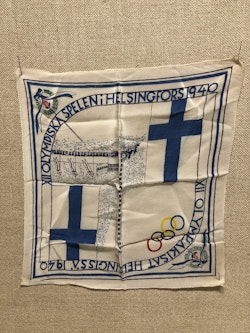 XII OLYMPISKA SPELEN I HELSINGFORS 1940
XII OLYMPIAKISAT HELSINGISSÄ 1940